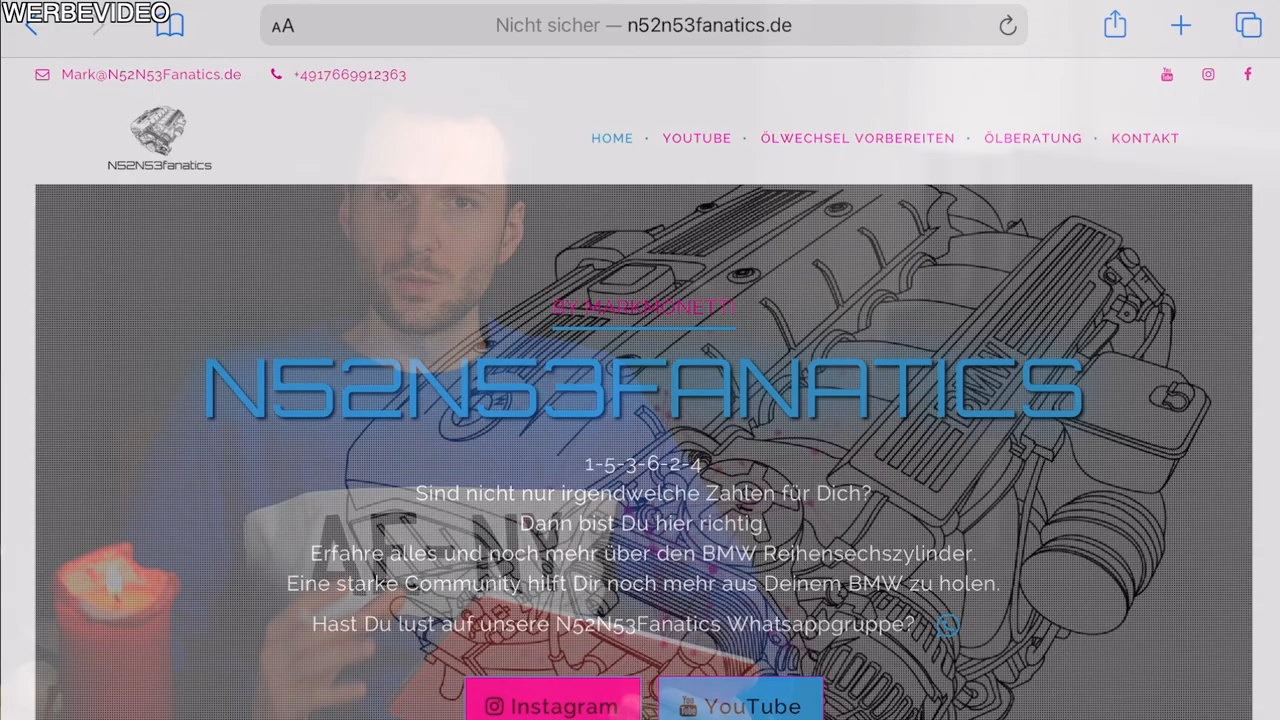 WERBEVIDEO
AA
Nicht sicher — n52n53fanatics.de
Mark@N52N53Fanatics.de
+4917669912363
You
Tube
N52N53fanatics
HOME · YOUTUBE · ÖLWECHSEL VORBEREITEN · ÖLBERATUNG · KONTAKT
BY MARKMONETTI
N52N53FANATICS
1-5-3-6-2-4
Sind nicht nur irgendwelche Zahlen für Dich?
Dann bist Du hier richtig.
Erfahre alles und noch mehr über den BMW Reihensechszylinder.
Eine starke Community hilft Dir noch mehr aus Deinem BMW zu holen.
Hast Du lust auf unsere N52N53Fanatics Whatsappgruppe?
Instagram
YouTube